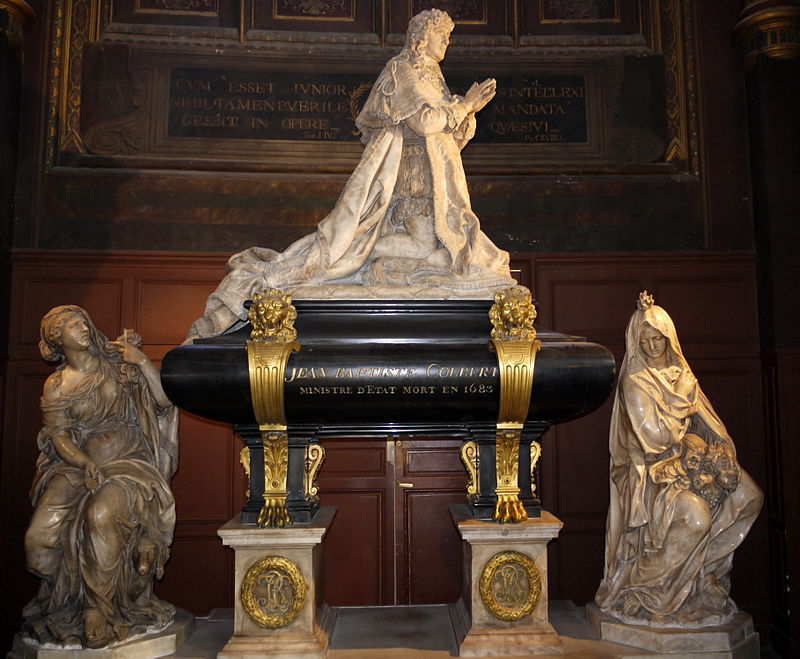 CVM ESSET IVNIOR
NIHIL TAMEN PVERILE
GESSIT IN OPERE
INTELLEXI
MANDATA
QVÆSIVI
JEAN BAPTISTE COLBERT
MINISTRE D'ETAT MORT EN 1683